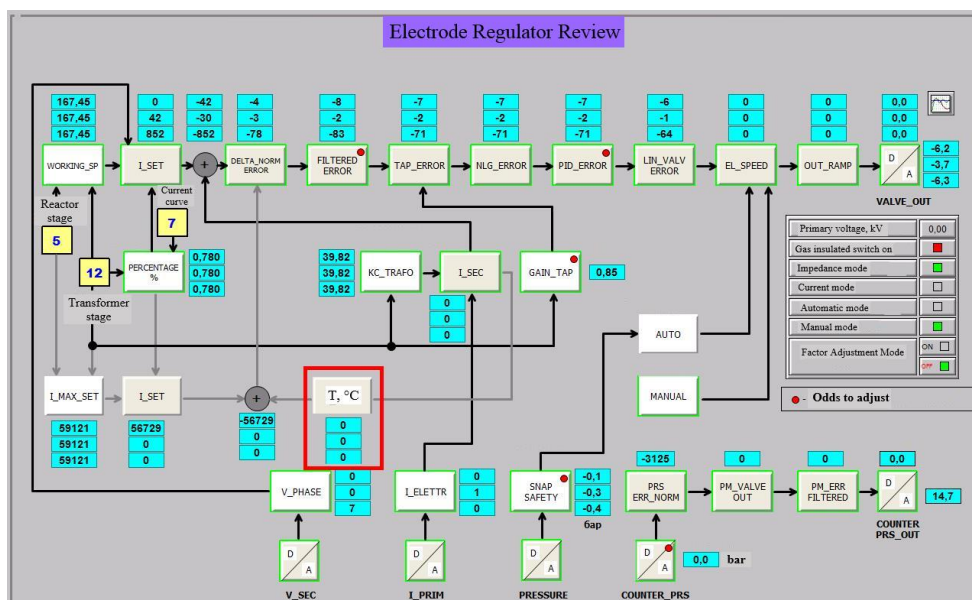 Electrode Regulator Review
167,45 0 -42 -4 -8 -7 -7 -7 -6 0 0 0,0
167,45 42 -30 -3 -2 -2 -2 -2 -1 0 0 0,0
167,45 852 -852 -78 -83 -71 -71 -71 -64 0 0 0,0
WORKING_SP
I_SET
+
DELTA_NORM
ERROR
FILTERED
ERROR
TAP_ERROR
NLG_ERROR
PID_ERROR
LIN_VALV
ERROR
EL_SPEED
OUT_RAMP
D
A
-6,2
-3,7
-6,3
VALVE_OUT
Reactor
stage
5
Current
curve
7
12
Transformer
stage
PERCENTAGE
%
0,780
0,780
0,780
39,82
39,82
39,82
KC_TRAFO
I_SEC
0
0
0
GAIN_TAP
0,85
Primary voltage, kV 0,00
Gas insulated switch on
Impedance mode
Current mode
Automatic mode
Manual mode
Factor Adjustment Mode
ON
OFF
- Odds to adjust
AUTO
MANUAL
I_MAX_SET
59121
59121
59121
I_SET
56729
0
0
+
-56729
0
0
T, °C
0
0
0
V_PHASE
0
0
7
I_ELETTR
0
1
0
SNAP
SAFETY
-0,1
-0,3
-0,4
бар
-3125
PRS
ERR_NORM
0
PM_VALVE
OUT
0
PM_ERR
FILTERED
0,0
D
A
14,7
COUNTER
PRS_OUT
D
A
V_SEC
D
A
I_PRIM
D
A
PRESSURE
D
A
0,0 bar
COUNTER_PRS